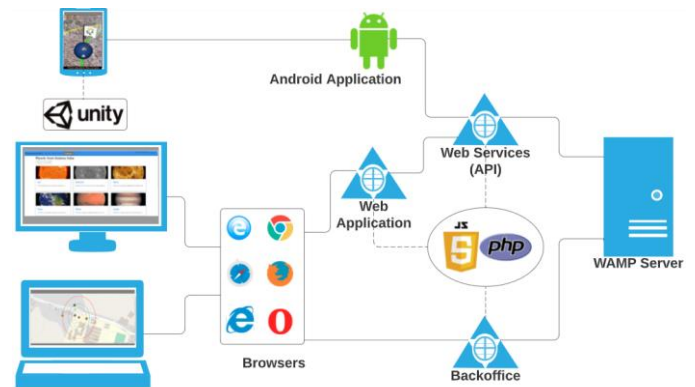 Android Application
unity
Web Services
(API)
Web
Application
JS
php
WAMP Server
Browsers
Backoffice